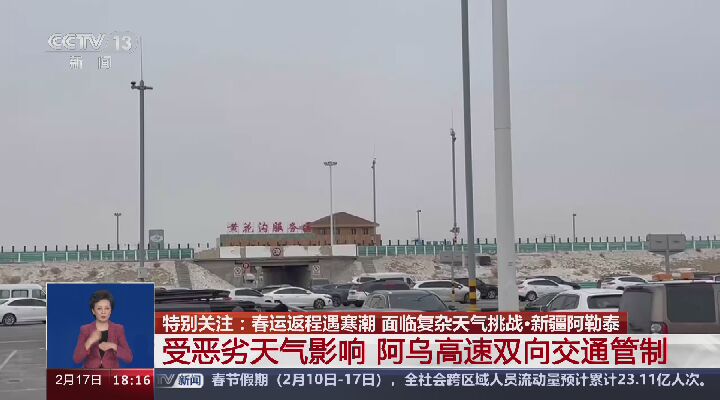 CCTV 13
新闻
黄花沟服务区
特别关注：春运返程遇寒潮 面临复杂天气挑战·新疆阿勒泰
受恶劣天气影响 阿乌高速双向交通管制
2月17日 18:16 CCTV新闻 春节假期（2月10日-17日），全社会跨区域人员流动量预计累计23.11亿人次。